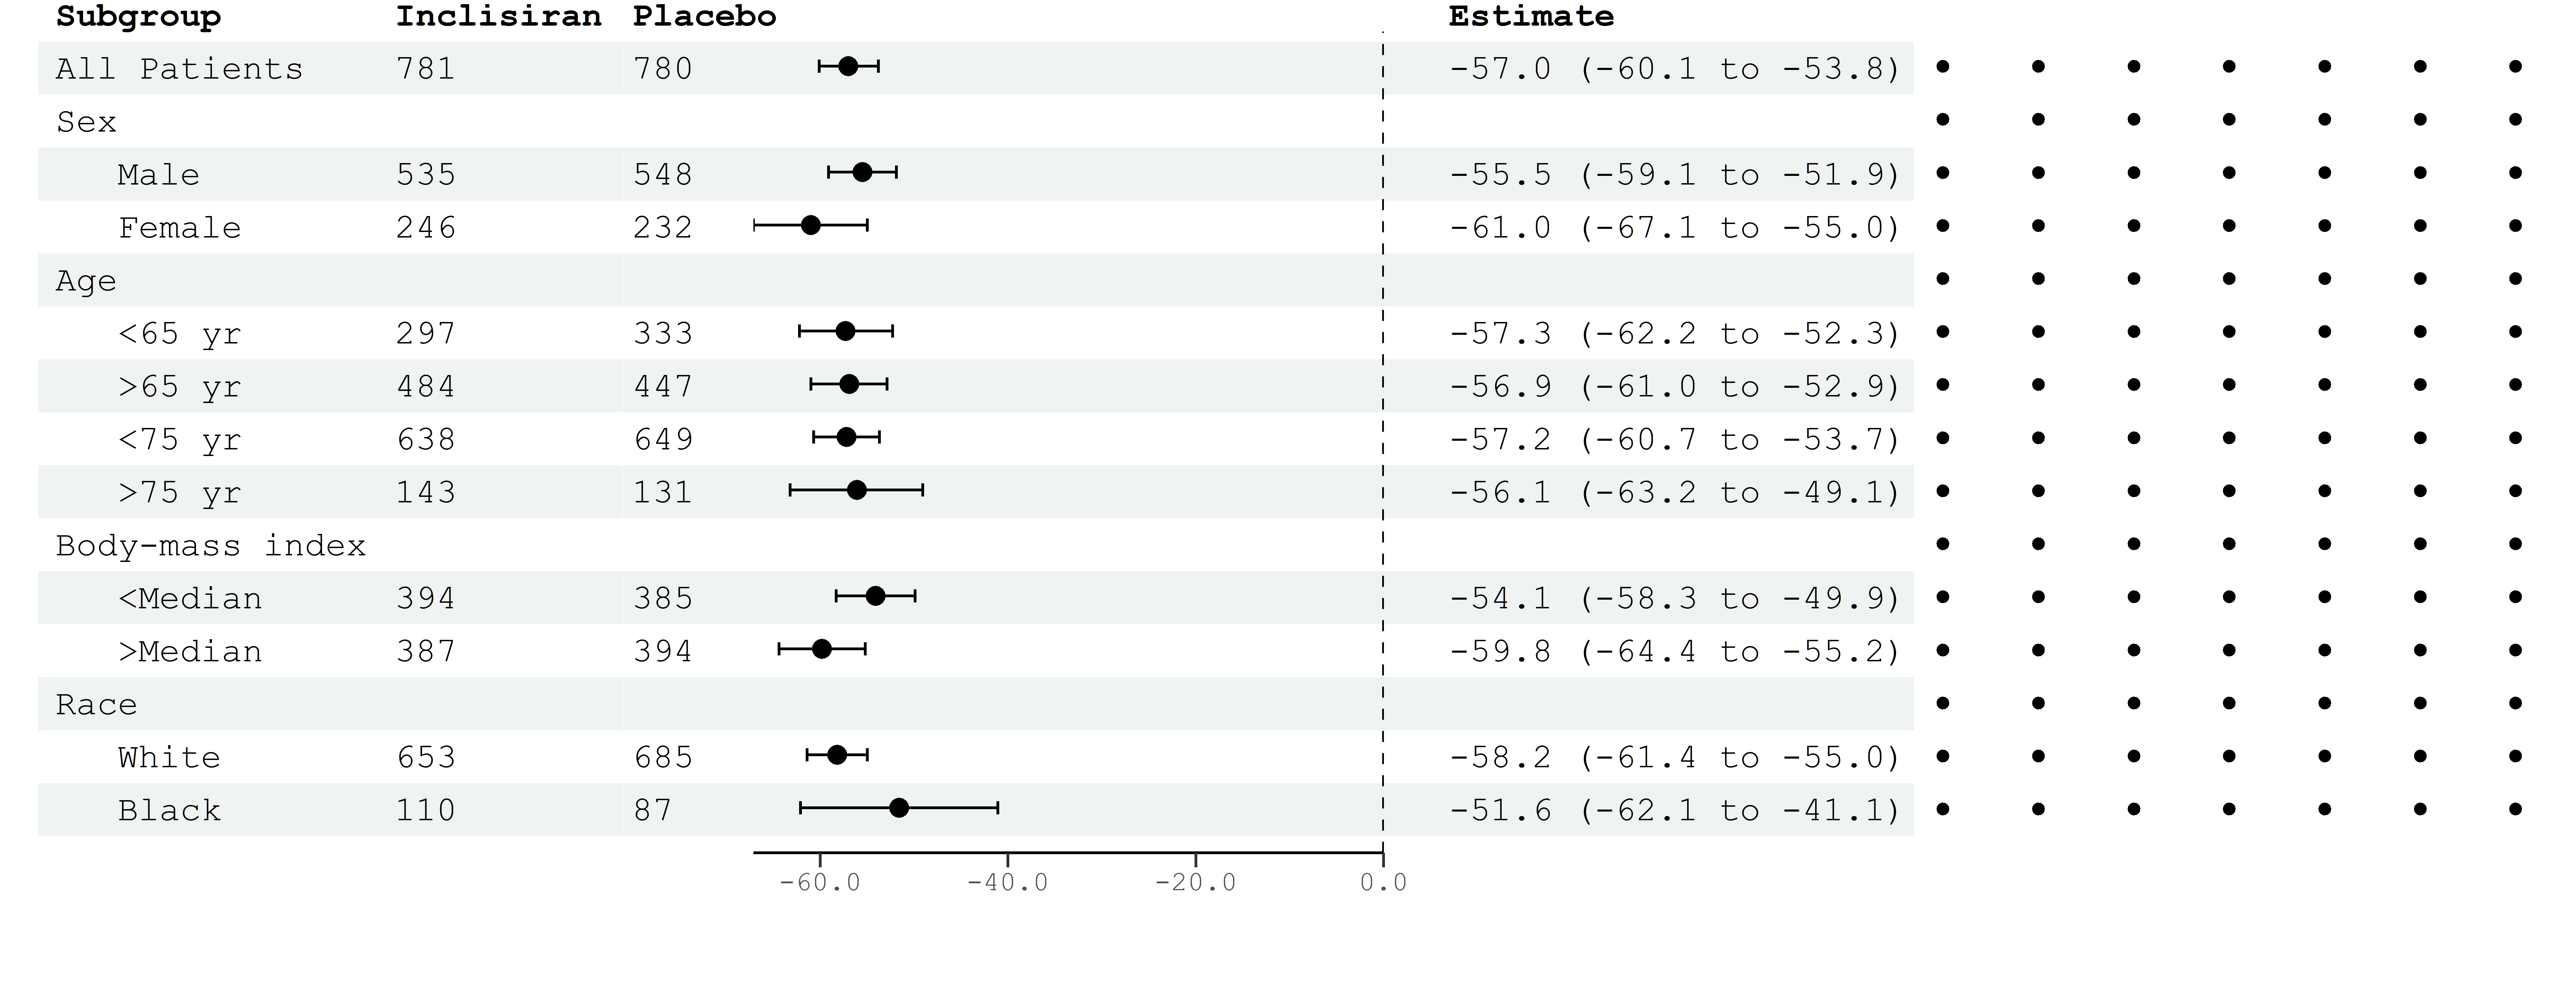 Subgroup Inclisiran Placebo Estimate
All Patients 781 780 -57.0 (-60.1 to -53.8)
Sex
Male 535 548 -55.5 (-59.1 to -51.9)
Female 246 232 -61.0 (-67.1 to -55.0)
Age
<65 yr 297 333 -57.3 (-62.2 to -52.3)
>65 yr 484 447 -56.9 (-61.0 to -52.9)
<75 yr 638 649 -57.2 (-60.7 to -53.7)
>75 yr 143 131 -56.1 (-63.2 to -49.1)
Body-mass index
<Median 394 385 -54.1 (-58.3 to -49.9)
>Median 387 394 -59.8 (-64.4 to -55.2)
Race
White 653 685 -58.2 (-61.4 to -55.0)
Black 110 87 -51.6 (-62.1 to -41.1)
-60.0 -40.0 -20.0 0.0